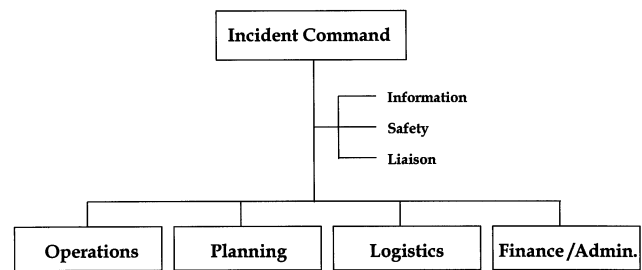 Incident Command
Information
Safety
Liaison
Operations
Planning
Logistics
Finance/Admin.